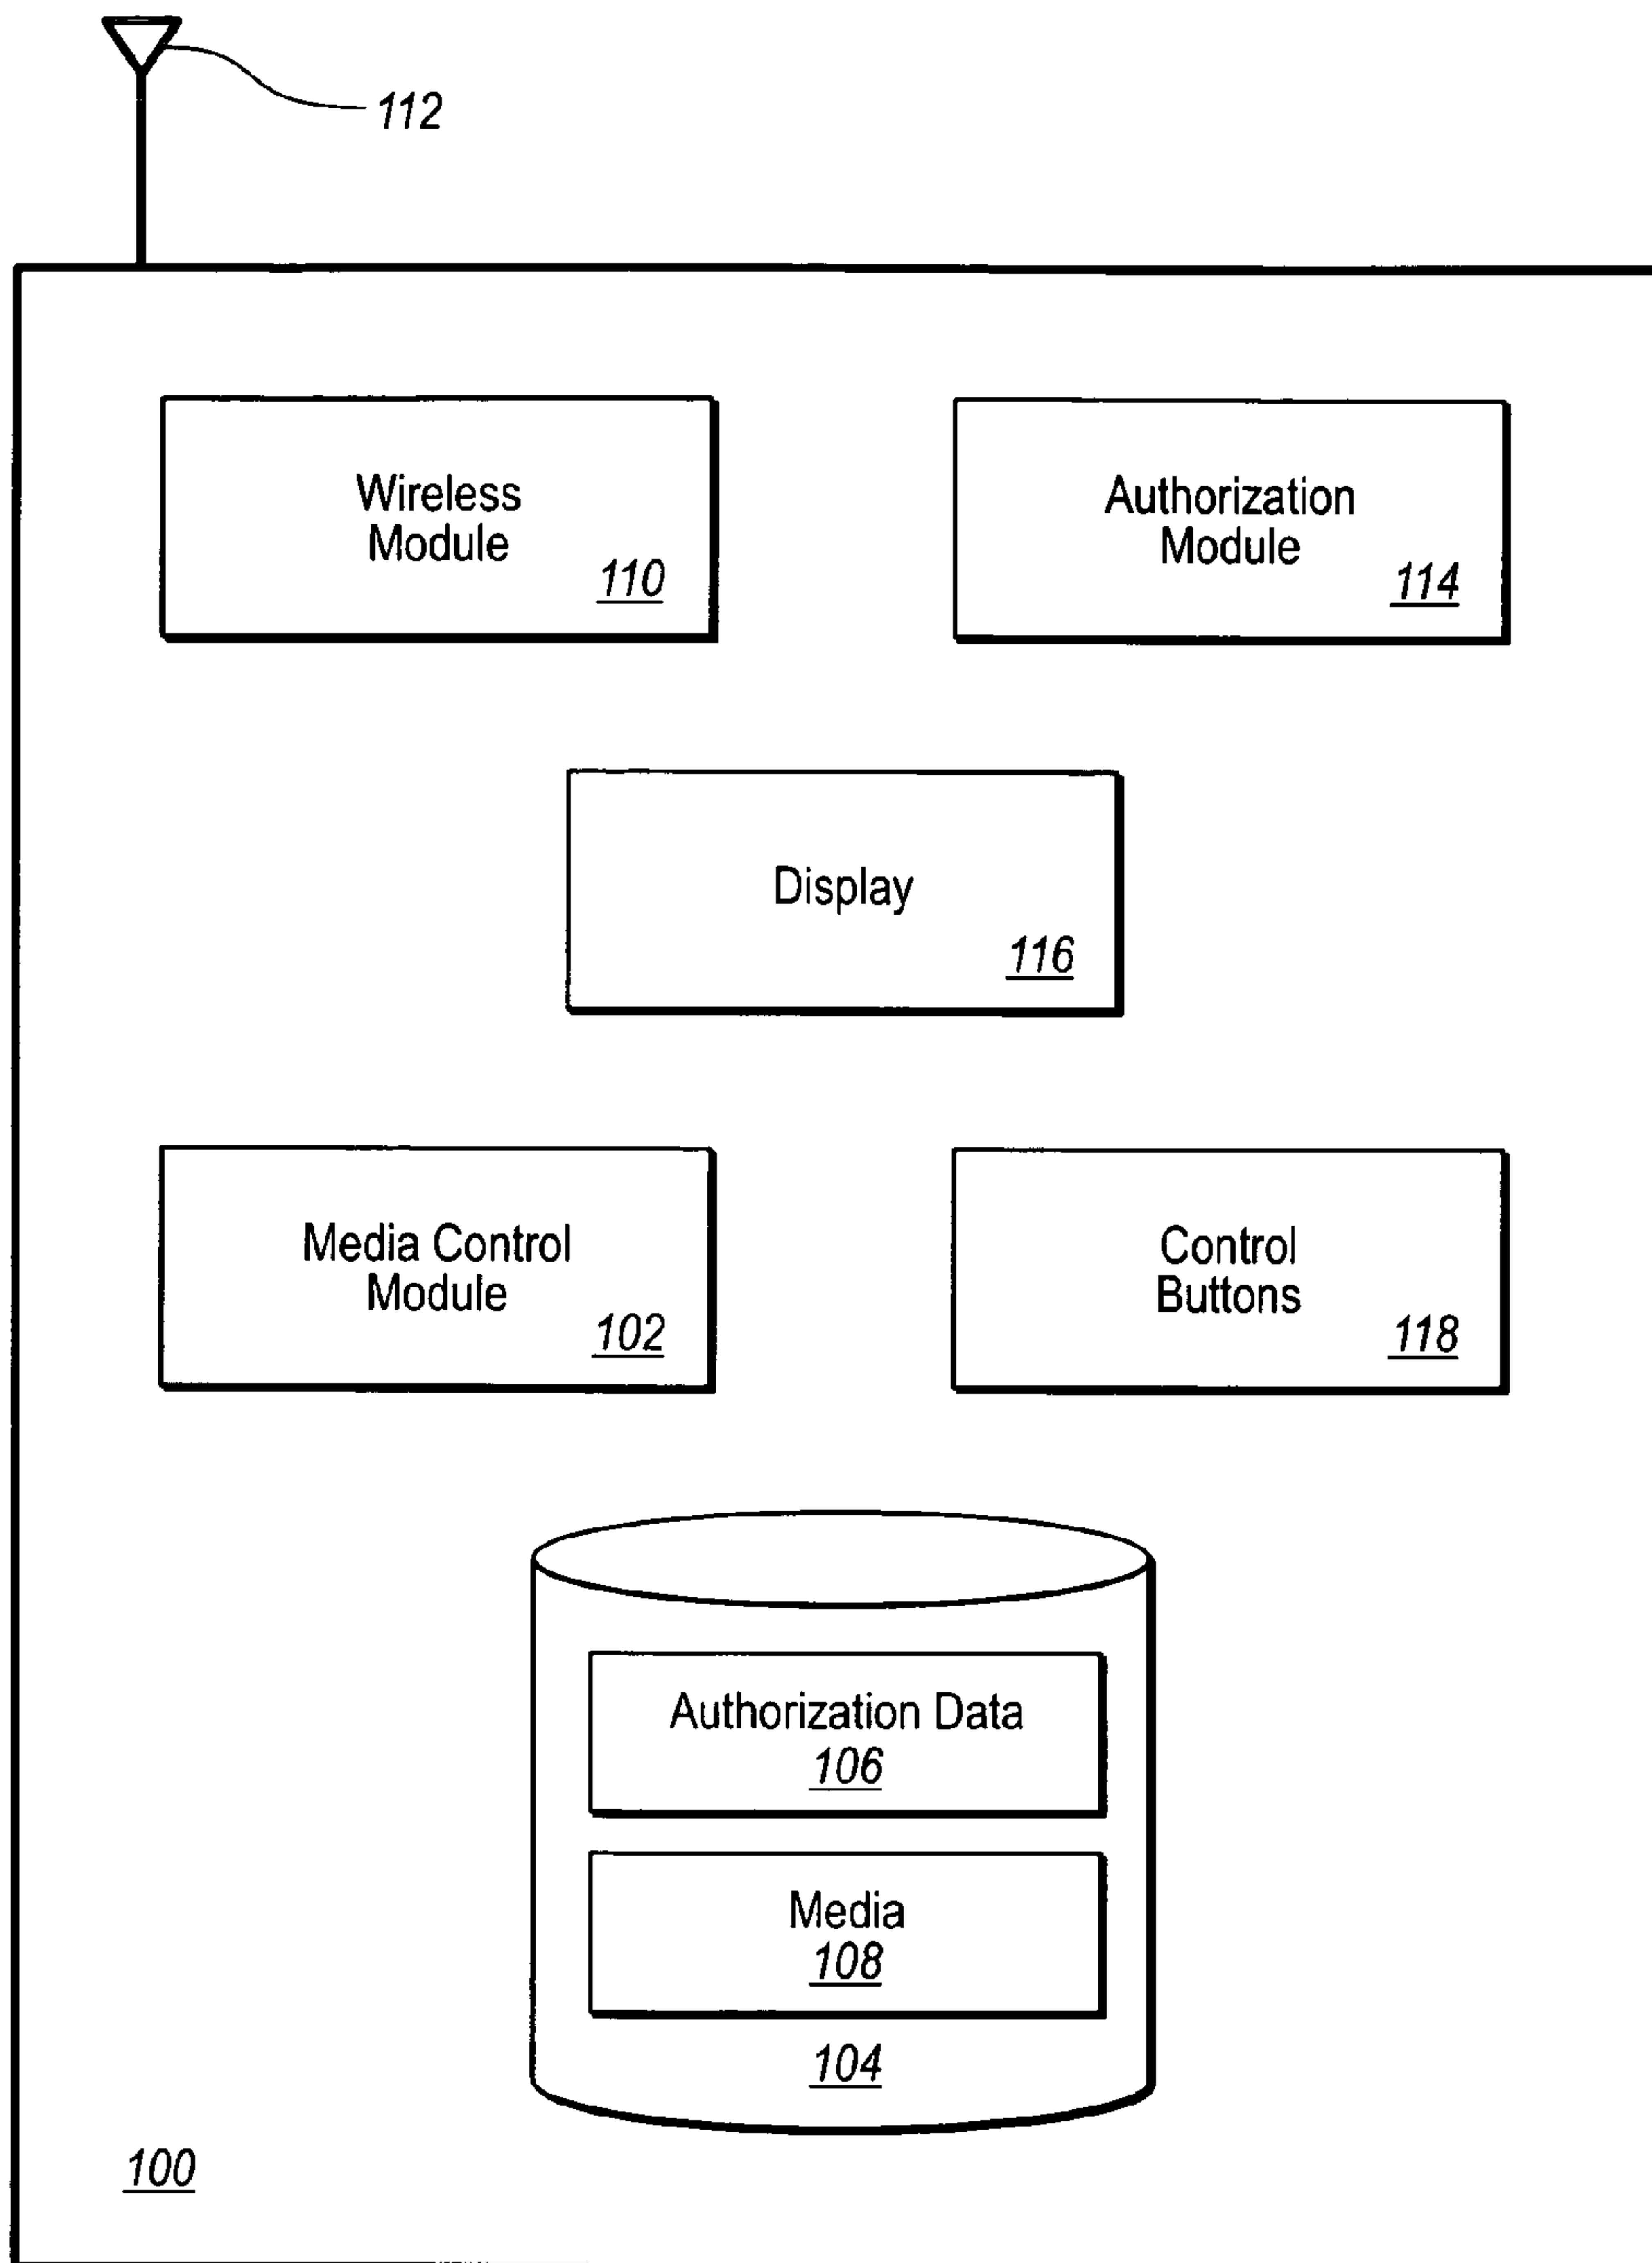 112
Wireless
Module
110
Authorization
Module
114
Display
116
Media Control
Module
102
Control
Buttons
118
Authorization Data
106
Media
108
104
100